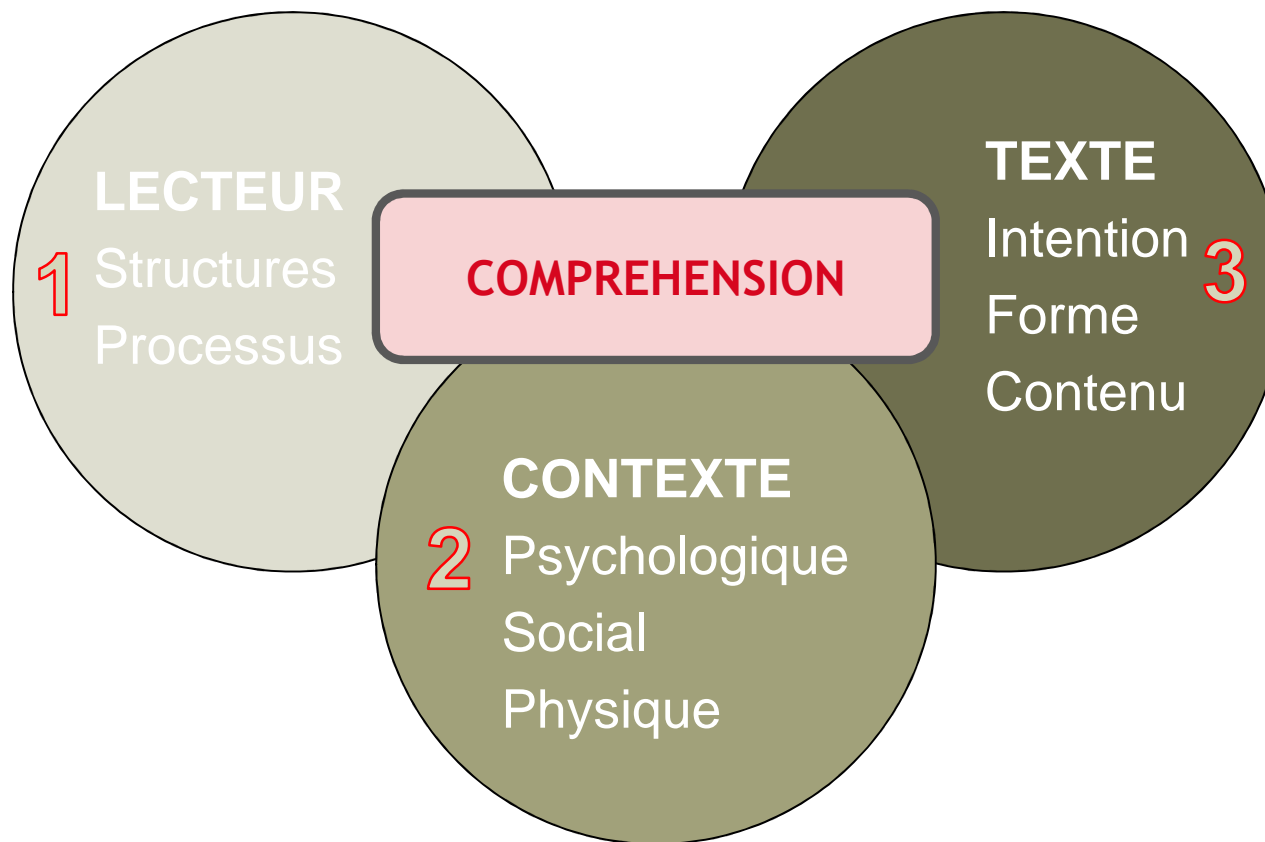 LECTEUR
1
Structures
Processus
COMPREHENSION
CONTEXTE
2
Psychologique
Social
Physique
TEXTE
Intention
3
Forme
Contenu